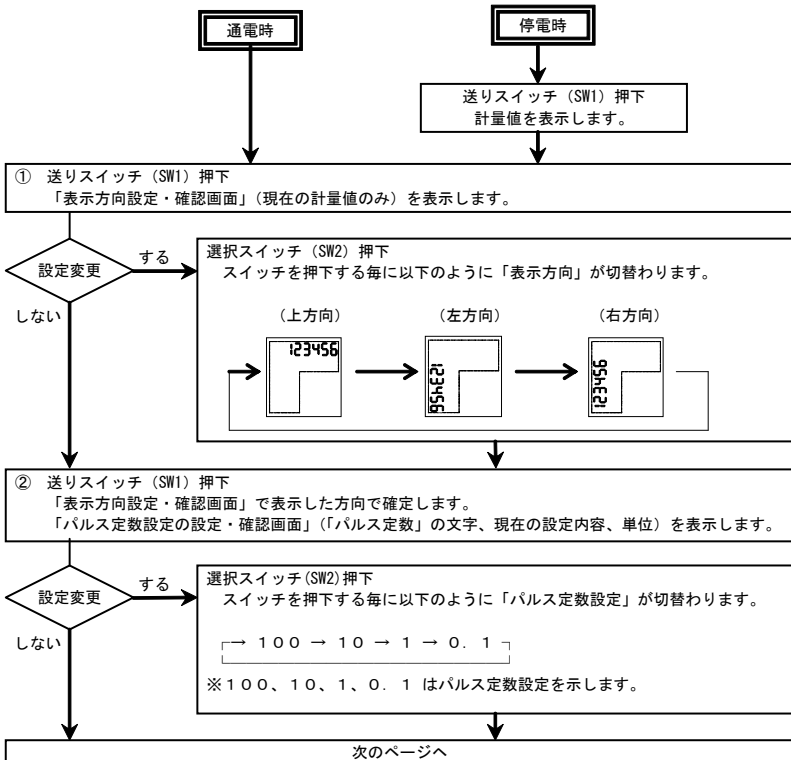 通電時
停電時
送りスイッチ（SW1）押下
計量値を表示します。
① 送りスイッチ（SW1）押下
「表示方向設定・確認画面」（現在の計量値のみ）を表示します。
設定変更
する
しない
選択スイッチ（SW2）押下
スイッチを押下する毎に以下のように「表示方向」が切替わります。
（上方向）
（左方向）
（右方向）
123456
123456
123456
② 送りスイッチ（SW1）押下
「表示方向設定・確認画面」で表示した方向で確定します。
「パルス定数設定の設定・確認画面」（「パルス定数」の文字、現在の設定内容、単位）を表示します。
設定変更
する
しない
選択スイッチ(SW2)押下
スイッチを押下する毎に以下のように「パルス定数設定」が切替わります。
→ １００ → １０ → １ → ０．１
※１００、１０、１、０．１ はパルス定数設定を示します。
次のページへ